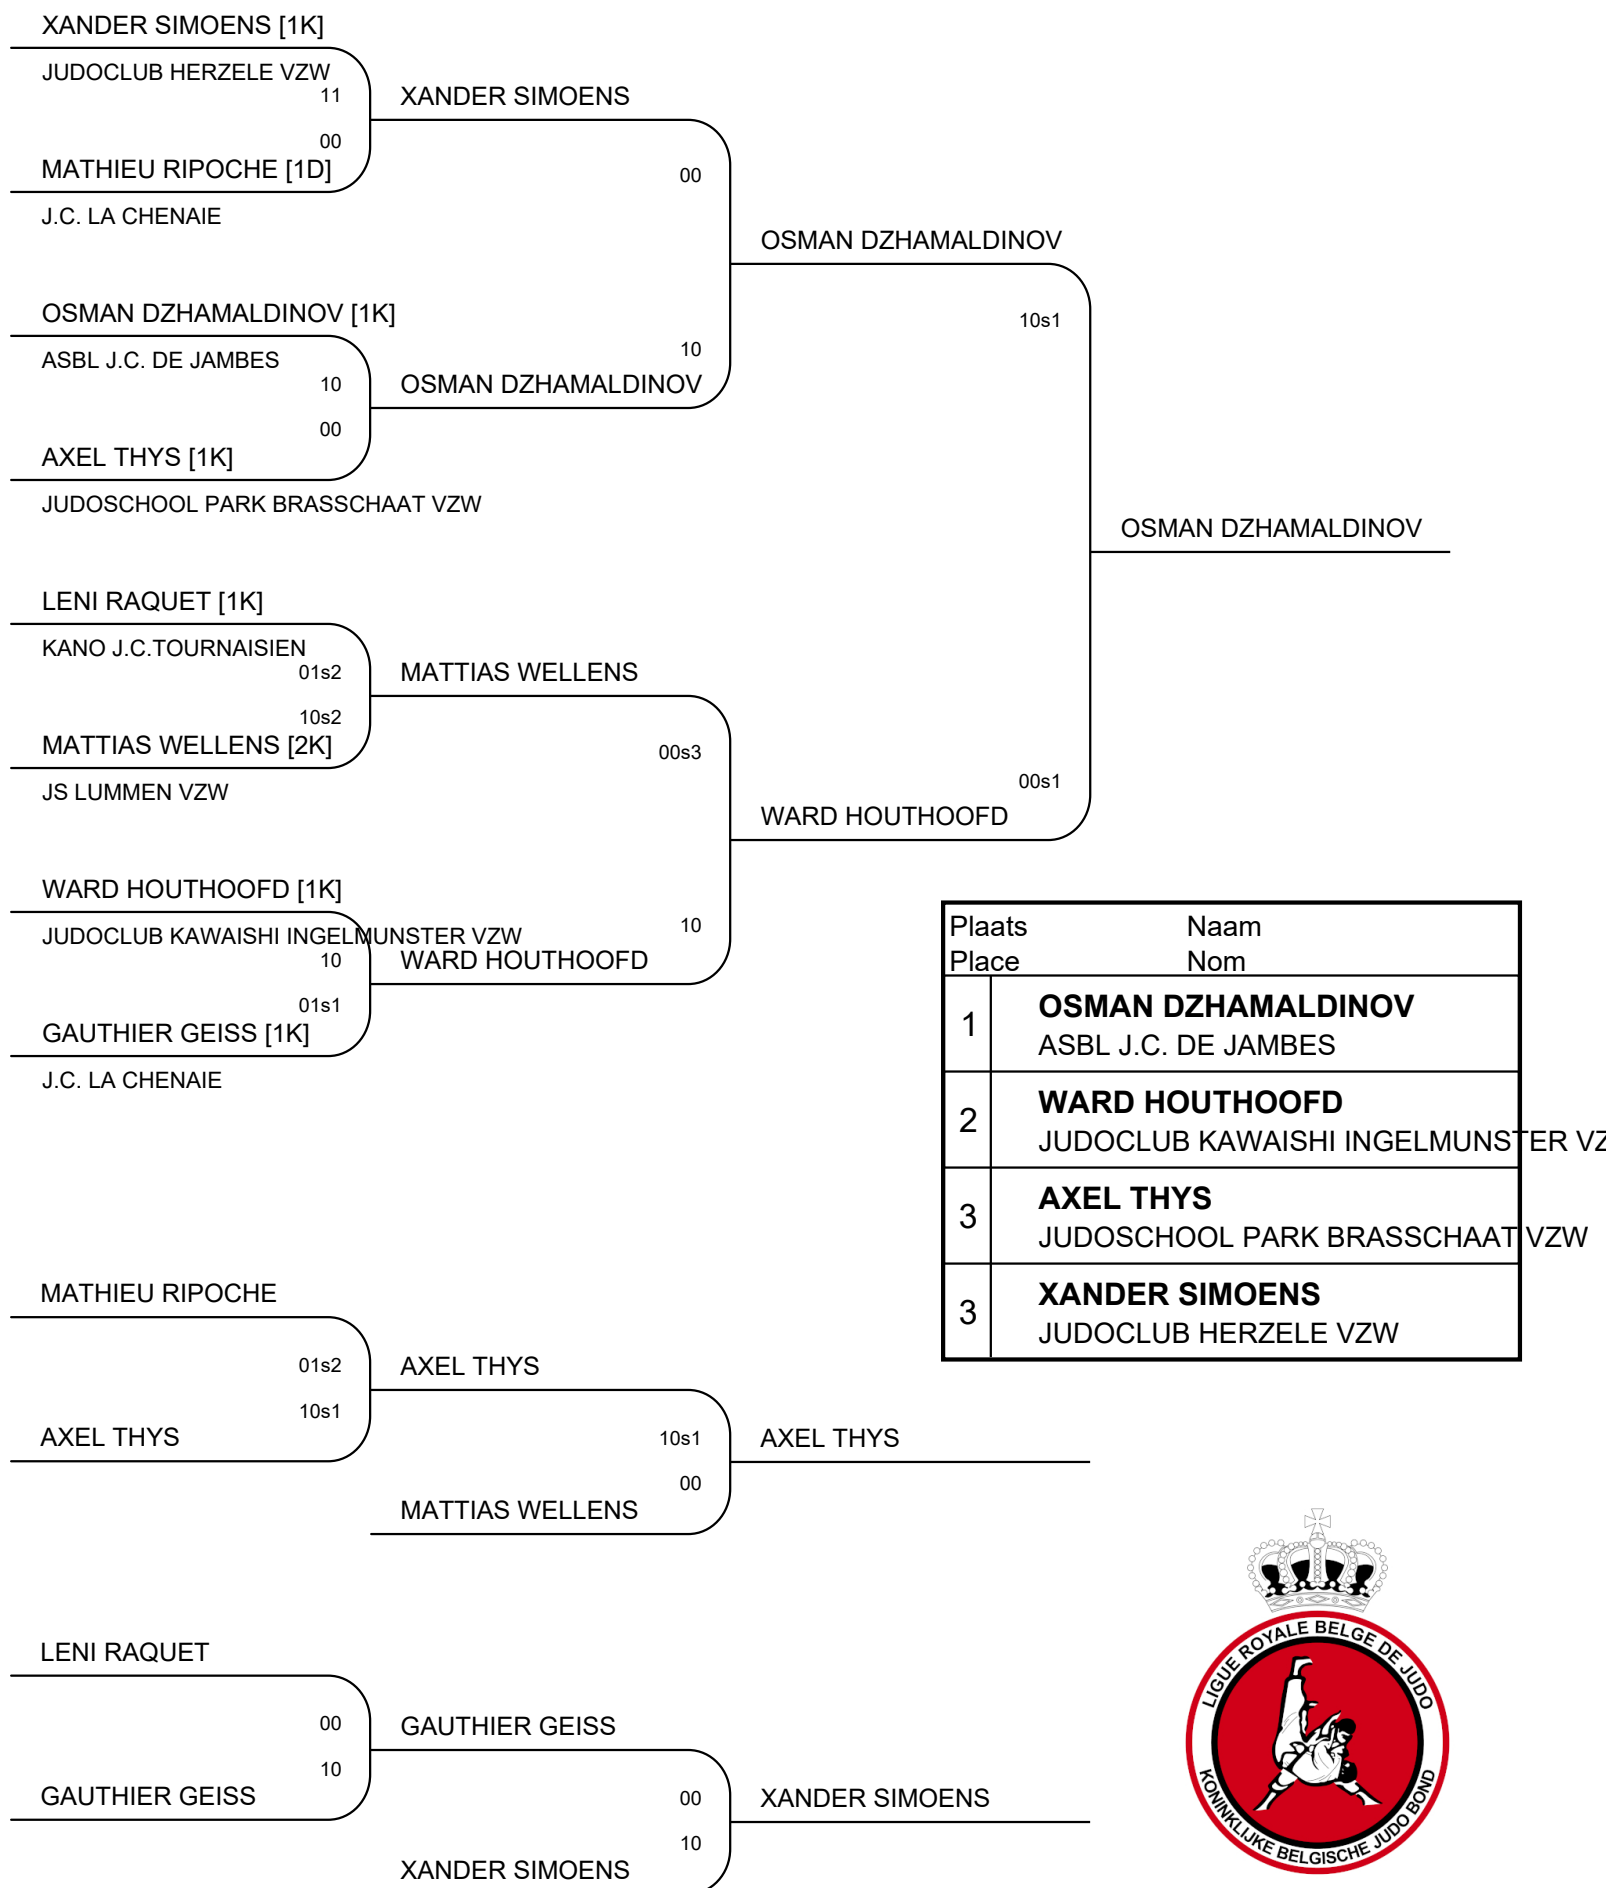 XANDER SIMOENS [1K]
JUDOCLUB HERZELE VZW
11
XANDER SIMOENS
00
MATHIEU RIPOCHE [1D]
00
J.C. LA CHENAIE
OSMAN DZHAMALDINOV
OSMAN DZHAMALDINOV [1K]
10s1
ASBL J.C. DE JAMBES
10
10
OSMAN DZHAMALDINOV
00
AXEL THYS [1K]
JUDOSCHOOL PARK BRASSCHAAT VZW
OSMAN DZHAMALDINOV
LENI RAQUET [1K]
KANO J.C.TOURNAISIEN
01s2
MATTIAS WELLENS
10s2
MATTIAS WELLENS [2K]
00s3
JS LUMMEN VZW
00s1
WARD HOUTHOOFD
WARD HOUTHOOFD [1K]
JUDOCLUB KAWAISHI INGELMUNSTER VZW
10
10
WARD HOUTHOOFD
01s1
GAUTHIER GEISS [1K]
J.C. LA CHENAIE
Plaats Naam
Place Nom
1 OSMAN DZHAMALDINOV
ASBL J.C. DE JAMBES
2 WARD HOUTHOOFD
JUDOCLUB KAWAISHI INGELMUNSTER VZ
3 AXEL THYS
JUDOSCHOOL PARK BRASSCHAAT VZW
3 XANDER SIMOENS
JUDOCLUB HERZELE VZW
MATHIEU RIPOCHE
01s2
AXEL THYS
10s1
AXEL THYS
10s1
AXEL THYS
00
MATTIAS WELLENS
LENI RAQUET
00
GAUTHIER GEISS
10
GAUTHIER GEISS
00
XANDER SIMOENS
10
XANDER SIMOENS
LIGUE ROYALE BELGE DE JUDO
KONINKLIJKE BELGISCHE JUDO BOND